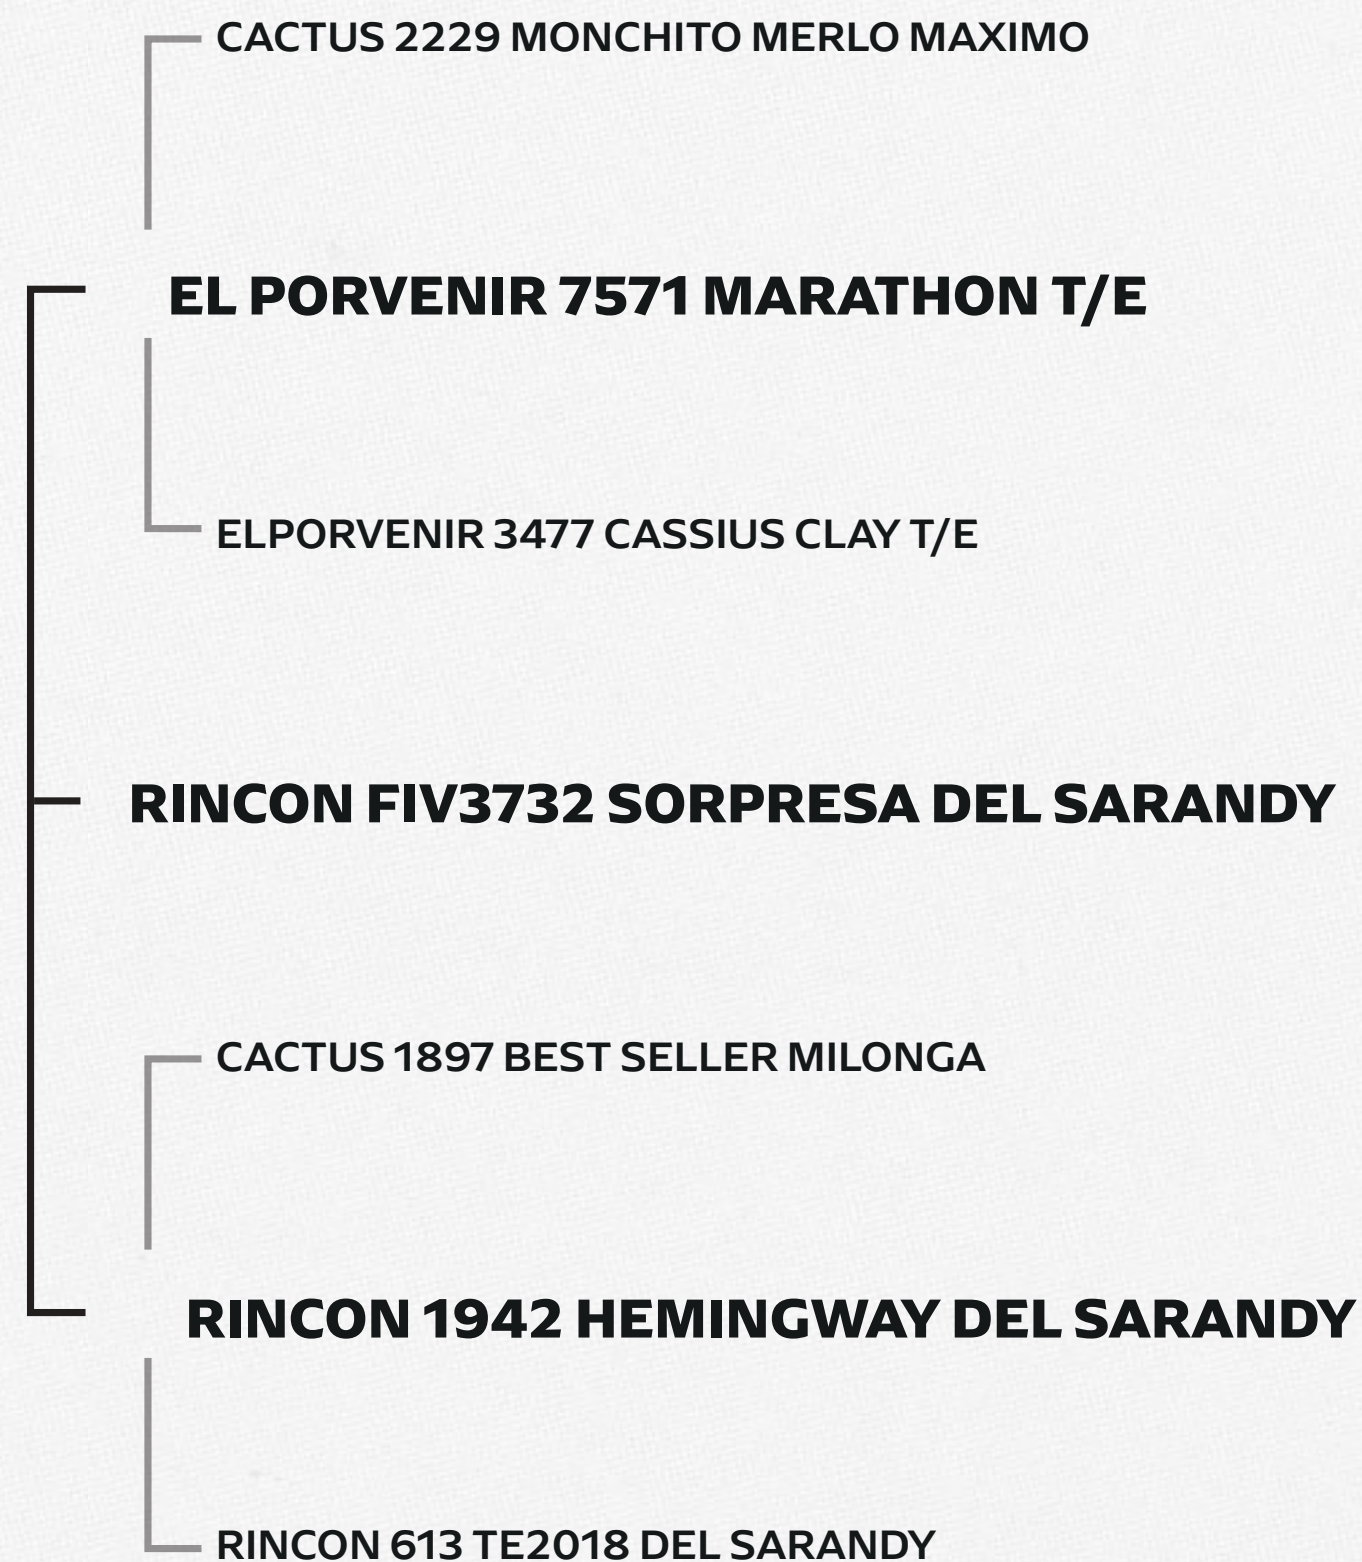 CACTUS 2229 MONCHITO MERLO MAXIMO
EL PORVENIR 7571 MARATHON T/E
ELPORVENIR 3477 CASSIUS CLAY T/E
RINCON FIV3732 SORPRESA DEL SARANDY
CACTUS 1897 BEST SELLER MILONGA
RINCON 1942 HEMINGWAY DEL SARANDY
RINCON 613 TE2018 DEL SARANDY